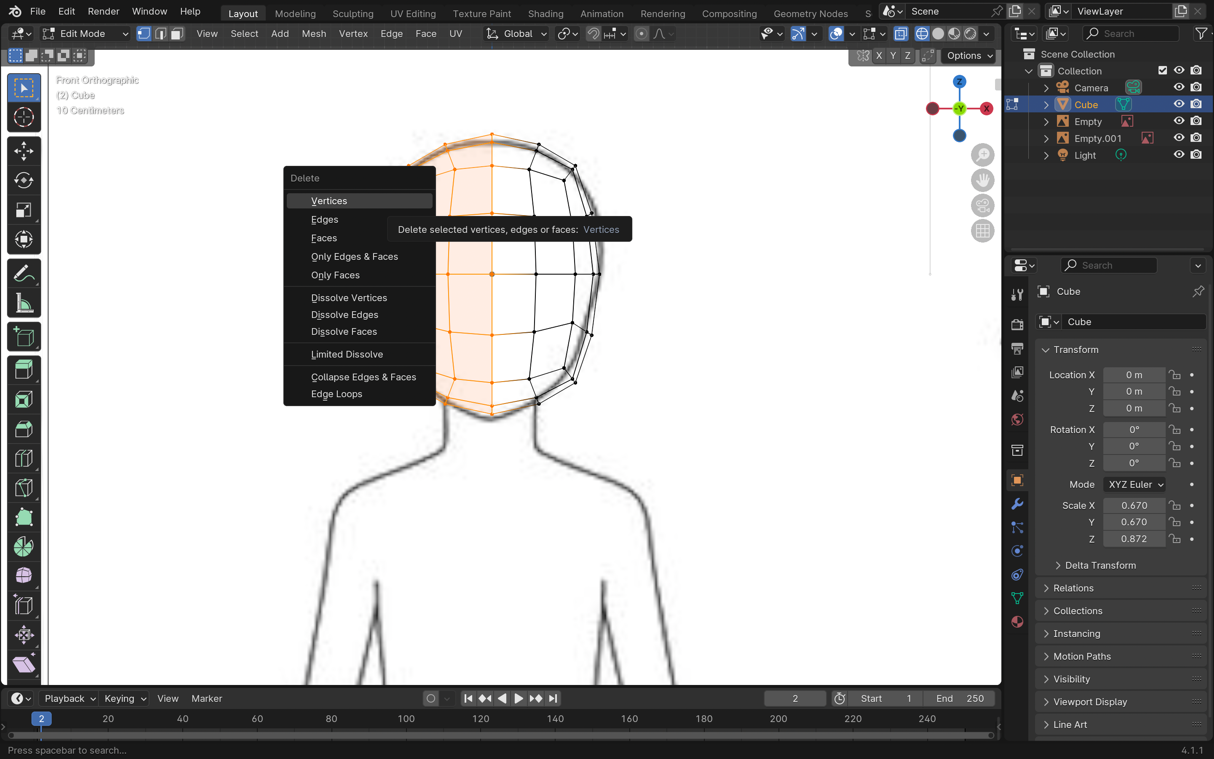 File Edit Render Window Help Layout Modeling Sculpting UV Editing Texture Paint Shading Animation Rendering Compositing Geometry Nodes S Scene ViewLayer
Edit Mode View Select Add Mesh Vertex Edge Face UV Global Search
X Y Z Options
Front Orthographic
(2) Cube
10 Centimeters
Z
-Y
X
Delete
Vertices
Edges
Faces
Only Edges & Faces
Only Faces
Dissolve Vertices
Dissolve Edges
Dissolve Faces
Limited Dissolve
Collapse Edges & Faces
Edge Loops
Delete selected vertices, edges or faces: Vertices
Scene Collection
Collection
Camera
Cube
Empty
Empty.001
Light
Search
Cube
Cube
Transform
Location X 0 m
Y 0 m
Z 0 m
Rotation X 0°
Y 0°
Z 0°
Mode XYZ Euler
Scale X 0.670
Y 0.670
Z 0.872
Delta Transform
Relations
Collections
Instancing
Motion Paths
Visibility
Viewport Display
Line Art
Playback Keying View Marker 2 Start 1 End 250
2 20 40 60 80 100 120 140 160 180 200 220 240
Press spacebar to search... 4.1.1